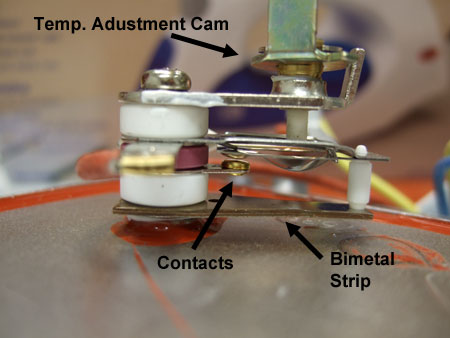 Temp. Adustment Cam
Contacts
Bimetal
Strip